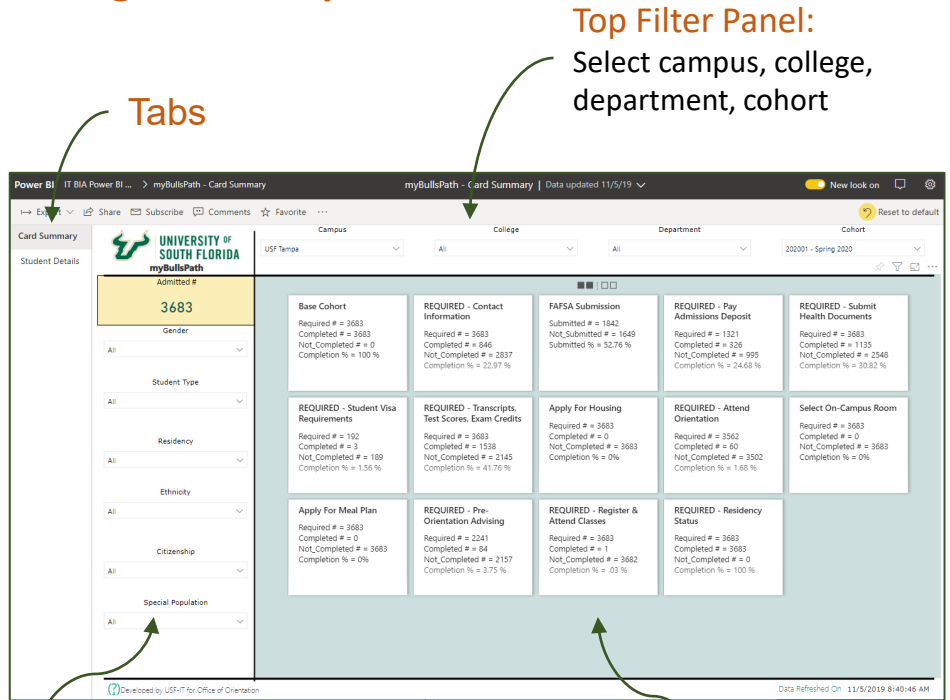 Top Filter Panel:
Select campus, college,
department, cohort
Tabs
Power BI IT BIA Power BI ... > myBullsPath - Card Summary
myBullsPath - Card Summary | Data updated 11/5/19
New look on
Share Subscribe Comments Favorite ···
Reset to default
Card Summary
Student Details
UNIVERSITY OF
SOUTH FLORIDA
myBullsPath
Campus College Department Cohort
USF Tampa All All 202001 - Spring 2020
Admitted #
3683
Gender
All
Student Type
All
Residency
All
Ethnicity
All
Citizenship
All
Special Population
All
Base Cohort
Required # = 3683
Completed # = 3683
Not_Completed # = 0
Completion % = 100 %
REQUIRED - Contact
Information
Required # = 3683
Completed # = 846
Not_Completed # = 2837
Completion % = 22.97 %
FAFSA Submission
Submitted # = 1842
Not_Submitted # = 1649
Submitted % = 52.76 %
REQUIRED - Pay
Admissions Deposit
Required # = 1321
Completed # = 326
Not_Completed # = 995
Completion % = 24.68 %
REQUIRED - Submit
Health Documents
Required # = 3683
Completed # = 1135
Not_Completed # = 2548
Completion % = 30.82 %
REQUIRED - Student Visa
Requirements
Required # = 192
Completed # = 3
Not_Completed # = 189
Completion % = 1.56 %
REQUIRED - Transcripts,
Test Scores, Exam Credits
Required # = 3683
Completed # = 1538
Not_Completed # = 2145
Completion % = 41.76 %
Apply For Housing
Required # = 3683
Completed # = 0
Not_Completed # = 3683
Completion % = 0%
REQUIRED - Attend
Orientation
Required # = 3562
Completed # = 60
Not_Completed # = 3502
Completion % = 1.68 %
Select On-Campus Room
Required # = 3683
Completed # = 0
Not_Completed # = 3683
Completion % = 0%
Apply For Meal Plan
Required # = 3683
Completed # = 0
Not_Completed # = 3683
Completion % = 0%
REQUIRED - Pre-
Orientation Advising
Required # = 2241
Completed # = 84
Not_Completed # = 2157
Completion % = 3.75 %
REQUIRED - Register &
Attend Classes
Required # = 3683
Completed # = 1
Not_Completed # = 3682
Completion % = .03 %
REQUIRED - Residency
Status
Required # = 3683
Completed # = 3683
Not_Completed # = 0
Completion % = 100 %
(?) Developed by USF-IT for Office of Orientation
Data Refreshed On 11/5/2019 8:40:46 AM